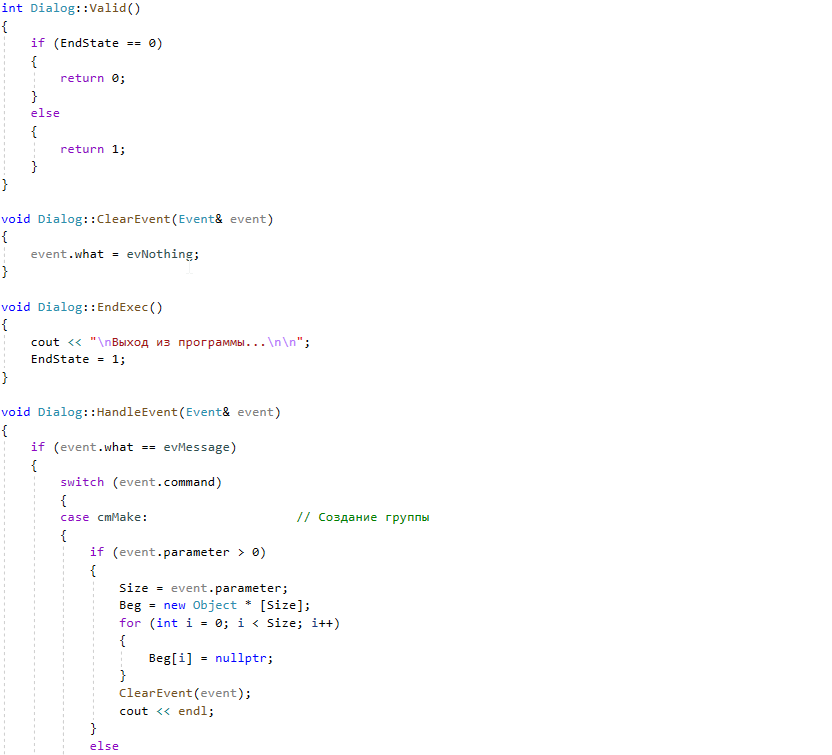 int Dialog::Valid()
{
    if (EndState == 0)
    {
        return 0;
    }
    else
    {
        return 1;
    }
}

void Dialog::ClearEvent(Event& event)
{
    event.what = evNothing;
}

void Dialog::EndExec()
{
    cout << "\nВыход из программы...\n\n";
    EndState = 1;
}

void Dialog::HandleEvent(Event& event)
{
    if (event.what == evMessage)
    {
        switch (event.command)
        {
        case cmMake:                    // Создание группы
        {
            if (event.parameter > 0)
            {
                Size = event.parameter;
                Beg = new Object * [Size];
                for (int i = 0; i < Size; i++)
                {
                    Beg[i] = nullptr;
                }
                ClearEvent(event);
                cout << endl;
            }
            else